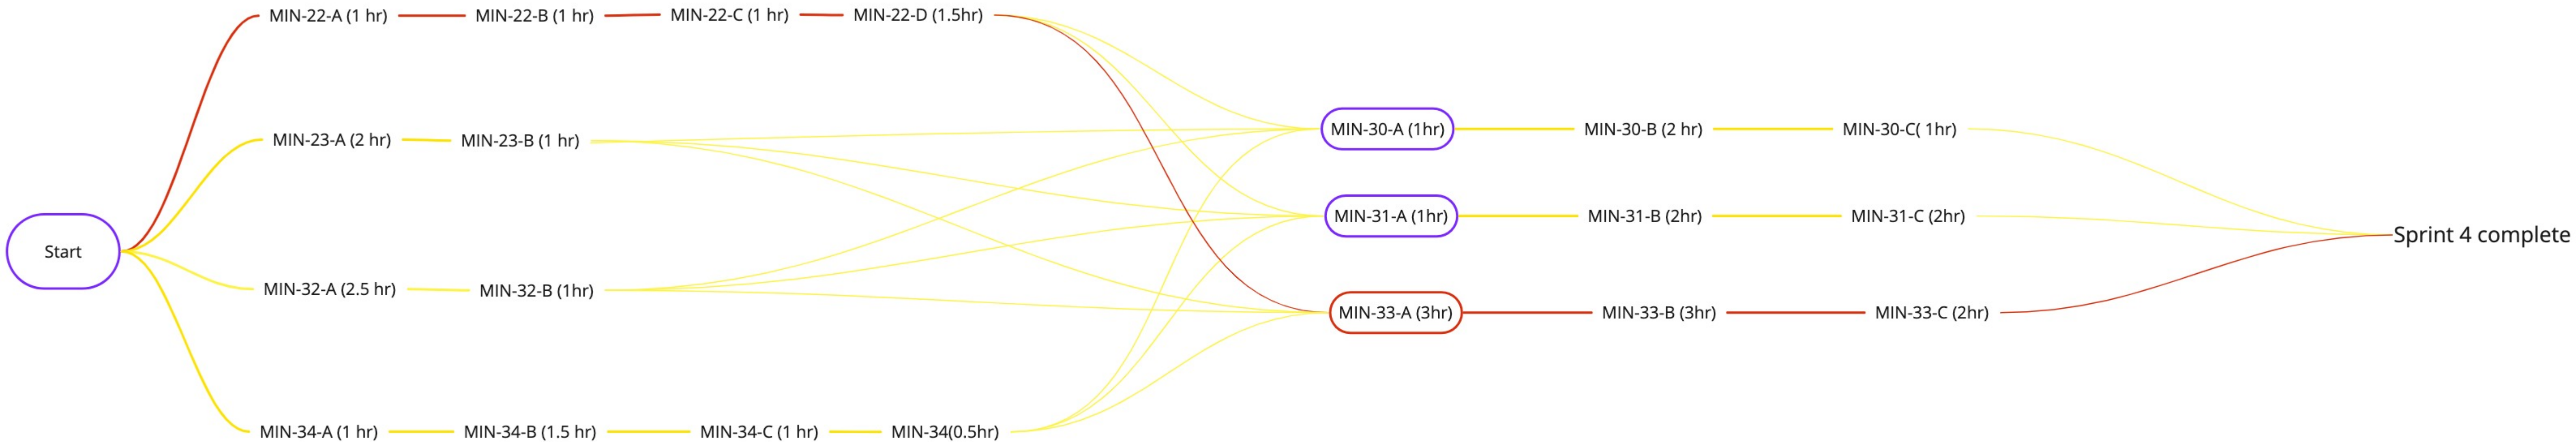 MIN-22-A (1 hr) MIN-22-B (1 hr) MIN-22-C (1 hr) MIN-22-D (1.5hr)
MIN-30-A (1hr) MIN-30-B (2 hr) MIN-30-C( 1hr)
MIN-23-A (2 hr) MIN-23-B (1 hr)
MIN-31-A (1hr) MIN-31-B (2hr) MIN-31-C (2hr)
Sprint 4 complete
Start
MIN-32-A (2.5 hr) MIN-32-B (1hr)
MIN-33-A (3hr) MIN-33-B (3hr) MIN-33-C (2hr)
MIN-34-A (1 hr) MIN-34-B (1.5 hr) MIN-34-C (1 hr) MIN-34(0.5hr)